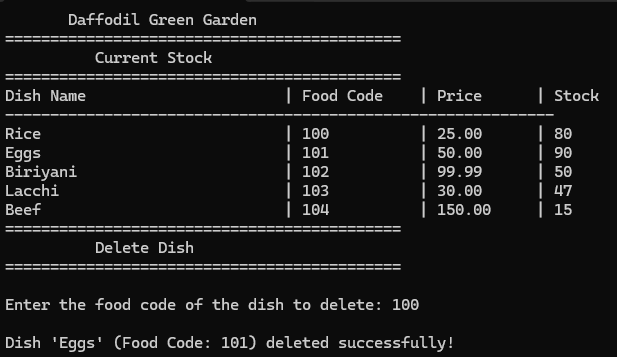 Daffodil Green Garden
============================================
Current Stock
============================================
Dish Name | Food Code | Price | Stock
-------------------------------------------------------------
Rice | 100 | 25.00 | 80
Eggs | 101 | 50.00 | 90
Biriyani | 102 | 99.99 | 50
Lacchi | 103 | 30.00 | 47
Beef | 104 | 150.00 | 15
============================================
Delete Dish
============================================
Enter the food code of the dish to delete: 100
Dish 'Eggs' (Food Code: 101) deleted successfully!